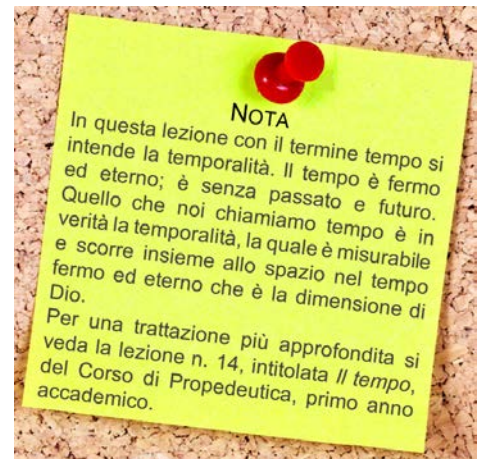 NOTA
In questa lezione con il termine tempo si
intende la temporalità. Il tempo è fermo
ed eterno; è senza passato e futuro.
Quello che noi chiamiamo tempo è in
verità la temporalità, la quale è misurabile
e scorre insieme allo spazio nel tempo
fermo ed eterno che è la dimensione di
Dio.
Per una trattazione più approfondita si
veda la lezione n. 14, intitolata Il tempo,
del Corso di Propedeutica, primo anno
accademico.